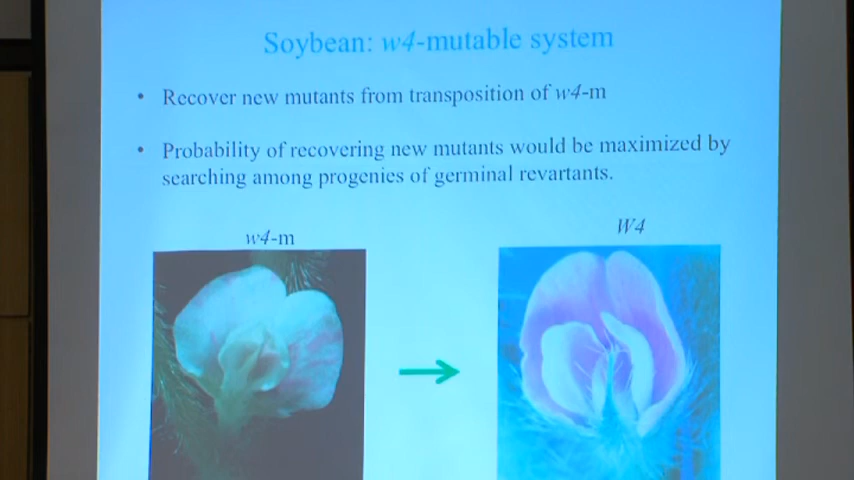 Soybean: w4-mutable system
• Recover new mutants from transposition of w4-m
• Probability of recovering new mutants would be maximized by
searching among progenies of germinal revartants.
w4-m
W4